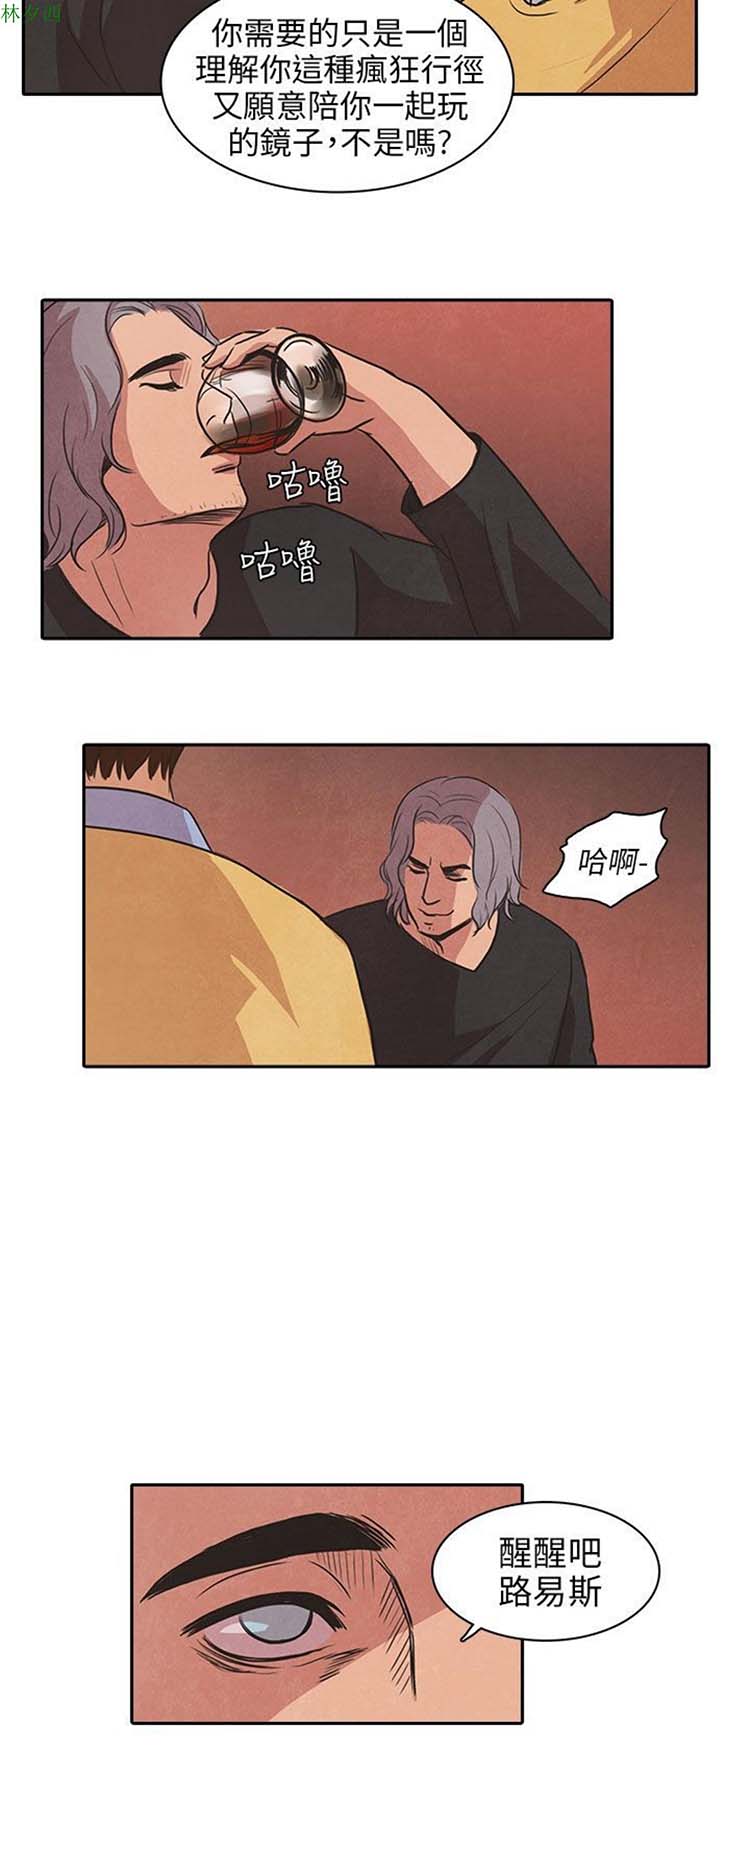 林夕西
你需要的只是一個
理解你這種瘋狂行徑
又願意陪你一起玩
的鏡子，不是嗎？
咕嚕
咕嚕
哈啊-
醒醒吧
路易斯